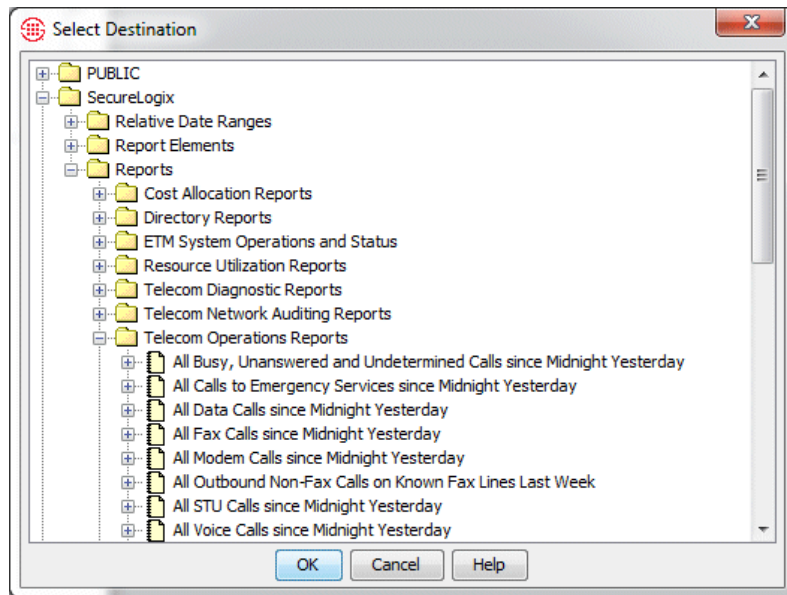 Select Destination
PUBLIC
SecureLogix
Relative Date Ranges
Report Elements
Reports
Cost Allocation Reports
Directory Reports
ETM System Operations and Status
Resource Utilization Reports
Telecom Diagnostic Reports
Telecom Network Auditing Reports
Telecom Operations Reports
All Busy, Unanswered and Undetermined Calls since Midnight Yesterday
All Calls to Emergency Services since Midnight Yesterday
All Data Calls since Midnight Yesterday
All Fax Calls since Midnight Yesterday
All Modem Calls since Midnight Yesterday
All Outbound Non-Fax Calls on Known Fax Lines Last Week
All STU Calls since Midnight Yesterday
All Voice Calls since Midnight Yesterday
OK Cancel Help